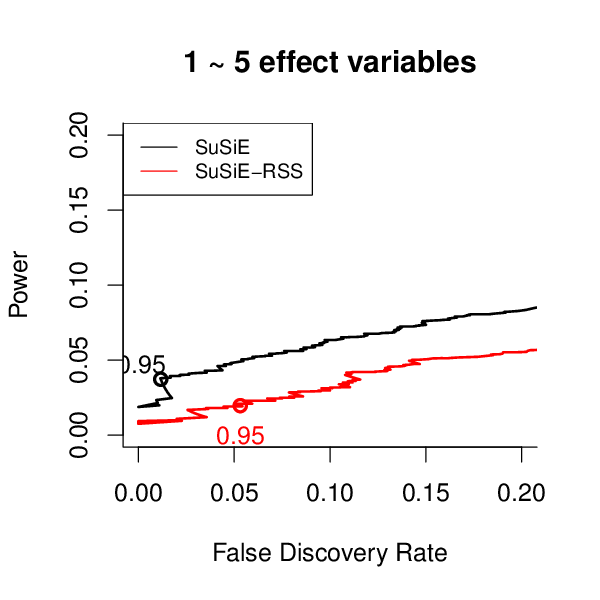 1 ~ 5 effect variables
SuSiE
SuSiE−RSS
0.20
0.15
0.10
0.05
0.00
Power
0.95
0.95
0.00 0.05 0.10 0.15 0.20
False Discovery Rate